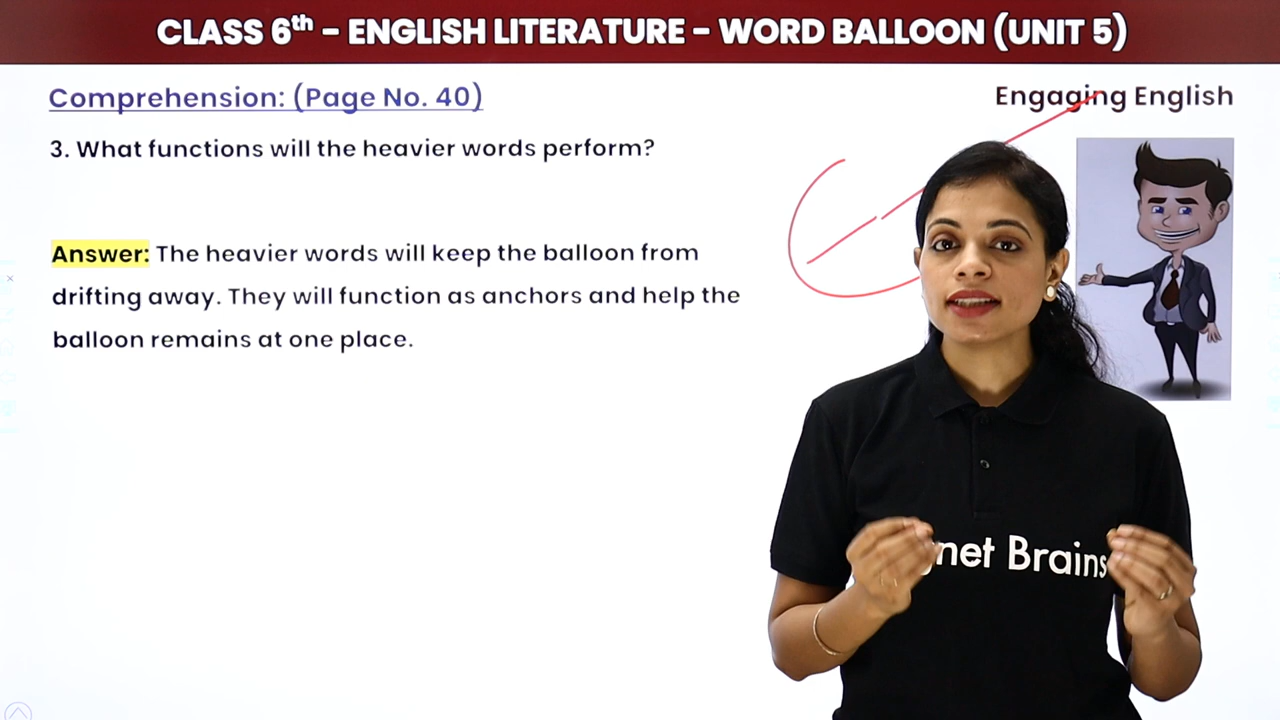 CLASS 6th - ENGLISH LITERATURE - WORD BALLOON (UNIT 5)
Comprehension: (Page No. 40)
Engaging English
3. What functions will the heavier words perform?
Answer: The heavier words will keep the balloon from
drifting away. They will function as anchors and help the
balloon remains at one place.
gnet Brains